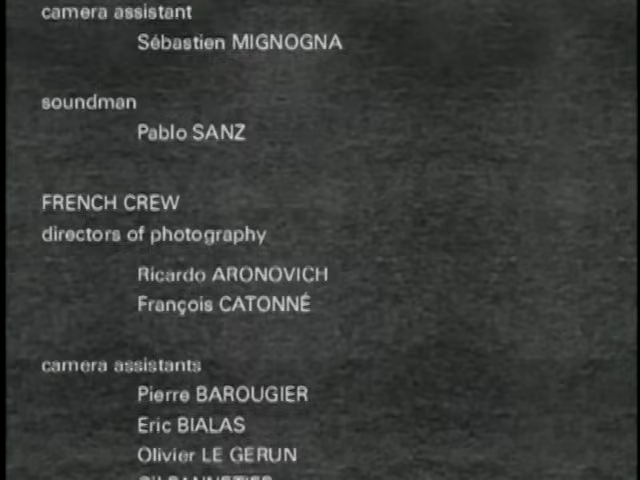 camera assistant
Sébastien MIGNOGNA
soundman
Pablo SANZ
FRENCH CREW
directors of photography
Ricardo ARONOVICH
François CATONNÉ
camera assistants
Pierre BAROUGIER
Eric BIALAS
Olivier LE GERUN